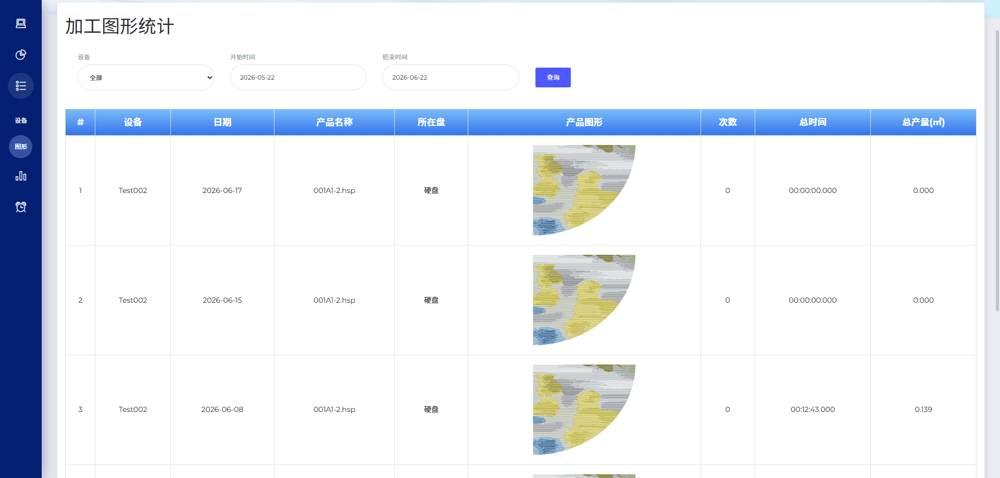 加工图形统计
设备
开始时间
结束时间
全部
2026-05-22
2026-06-22
查询
设备
图形
# 设备 日期 产品名称 所在盘 产品图形 次数 总时间 总产量(㎡)
1 Test002 2026-06-17 001A1-2.hsp 硬盘 0 00:00:00.000 0.000
2 Test002 2026-06-15 001A1-2.hsp 硬盘 0 00:00:00.000 0.000
3 Test002 2026-06-08 001A1-2.hsp 硬盘 0 00:12:43.000 0.139